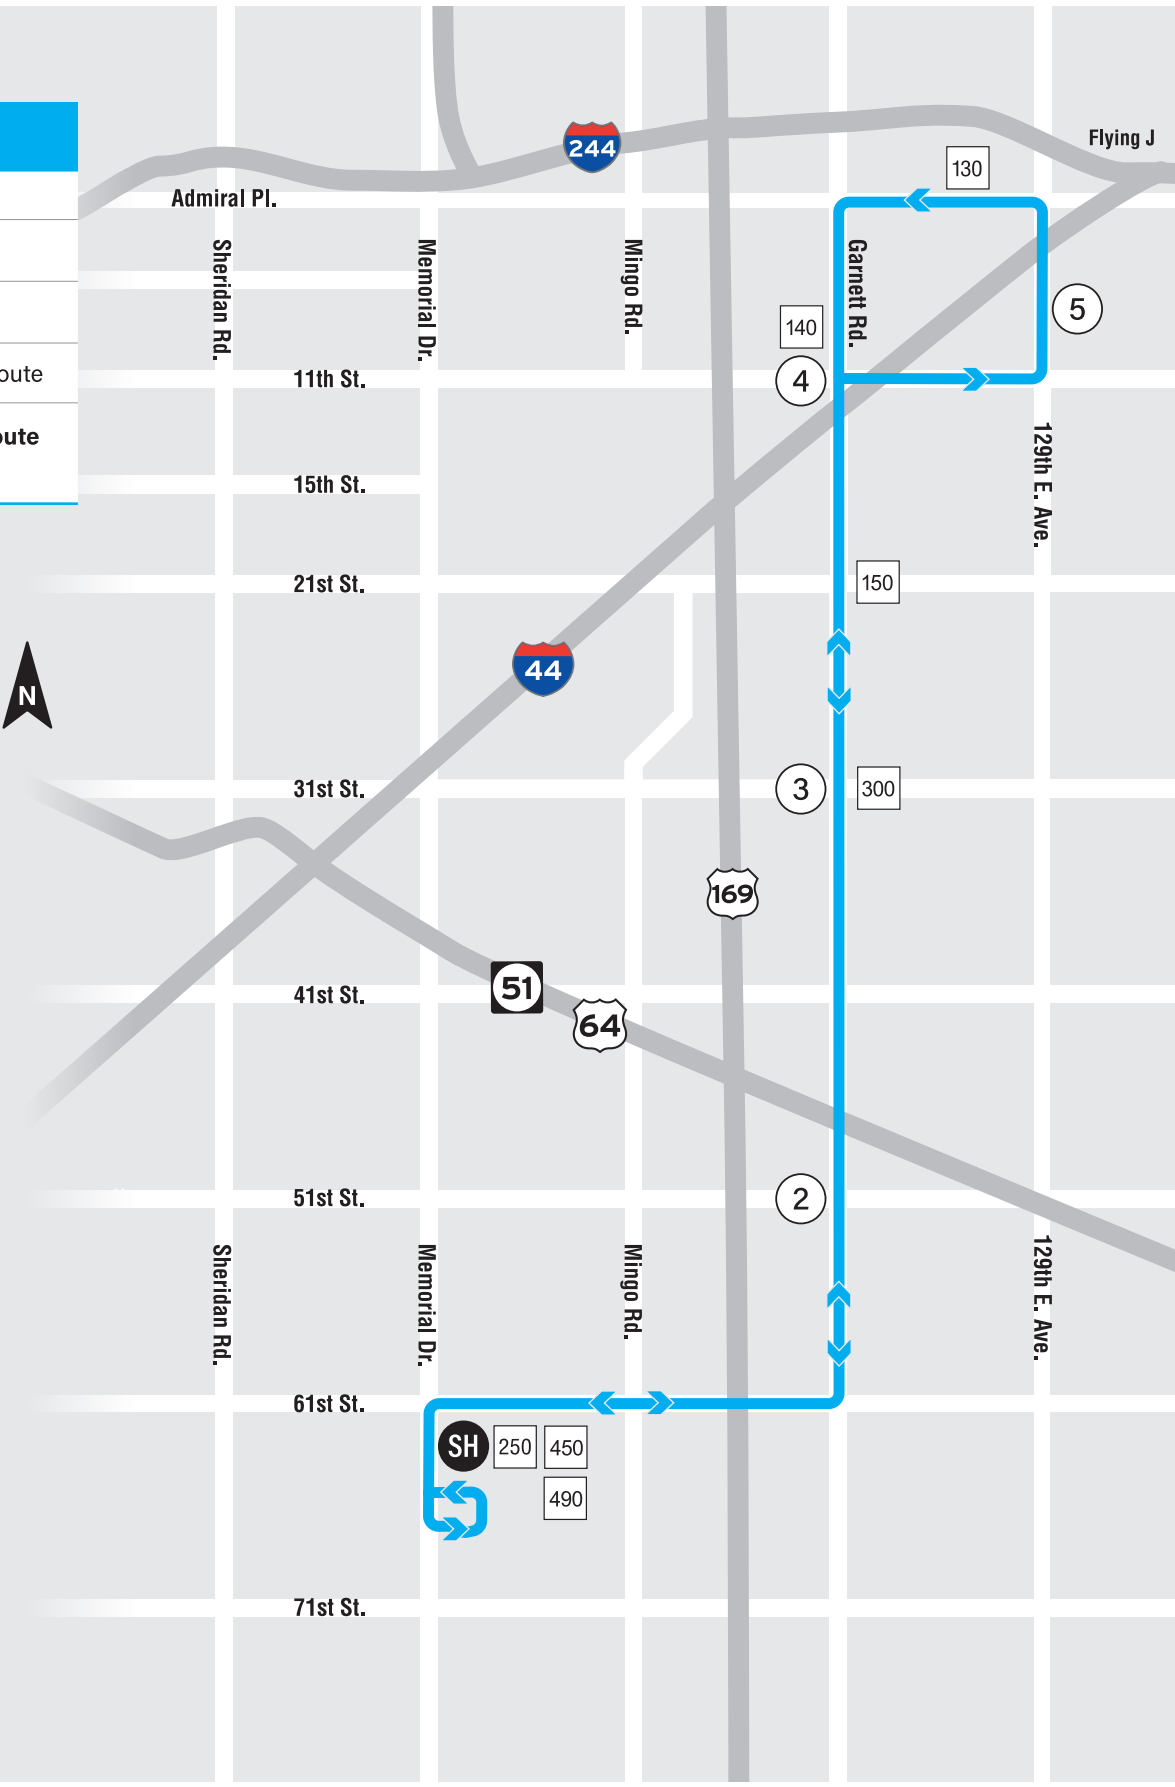 244
Flying J
130
Admiral Pl.
Sheridan Rd.
Memorial Dr.
Mingo Rd.
Garnett Rd.
5
140
oute
11th St.
4
oute
129th E. Ave.
15th St.
21st St.
150
44
N
31st St.
3
300
169
51
41st St.
64
51st St.
2
Sheridan Rd.
Memorial Dr.
Mingo Rd.
129th E. Ave.
61st St.
SH
250
450
490
71st St.